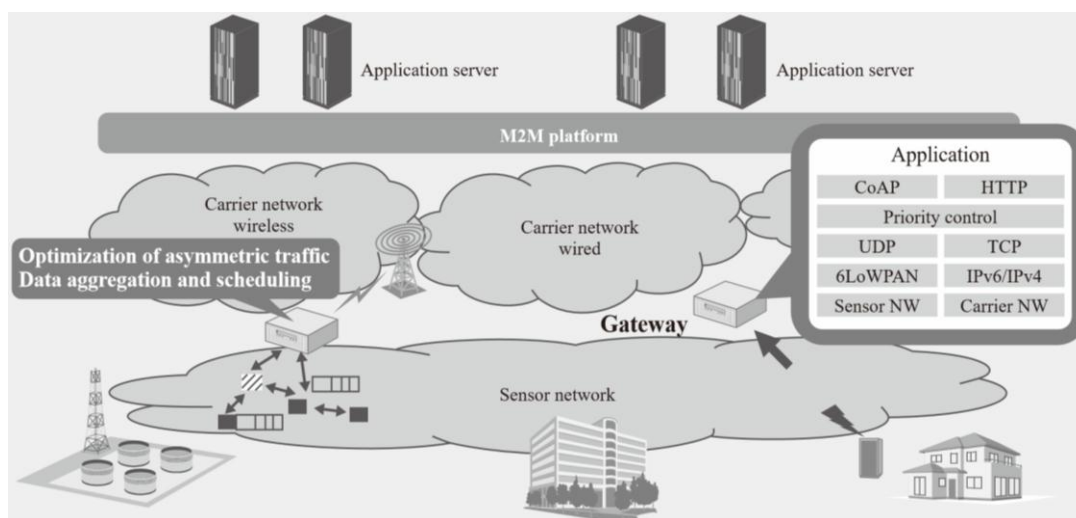 Application server
Application server
M2M platform
Carrier network
wireless
Carrier network
wired
Optimization of asymmetric traffic
Data aggregation and scheduling
Gateway
Sensor network
Application
CoAP
HTTP
Priority control
UDP
TCP
6LoWPAN
IPv6/IPv4
Sensor NW
Carrier NW